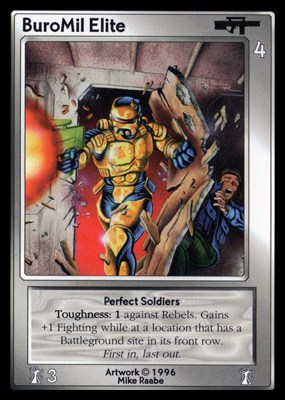 BuroMil Elite
4
Perfect Soldiers
Toughness: 1 against Rebels. Gains
+1 Fighting while at a location that has a
Battleground site in its front row.
First in, last out.
3
Artwork © 1996
Mike Raabe